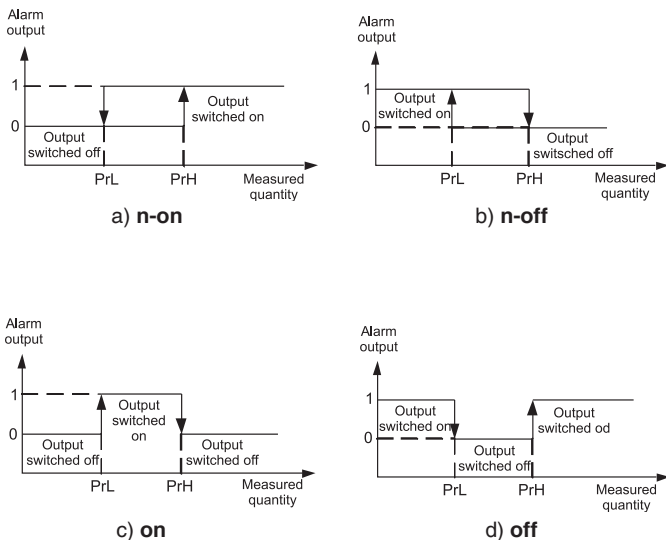 Alarm
output
1
0
Output
switched off
Output
switched on
PrL
PrH
Measured
quantity
a) n-on
Alarm
output
1
0
Output
switched on
Output
switsched off
PrL
PrH
Measured
quantity
b) n-off
Alarm
output
1
0
Output
switched off
Output
switched
on
Output
switched off
PrL
PrH
Measured
quantity
c) on
Alarm
output
1
0
Output
switched on
Output
switched off
Output
switched od
PrL
PrH
Measured
quantity
d) off